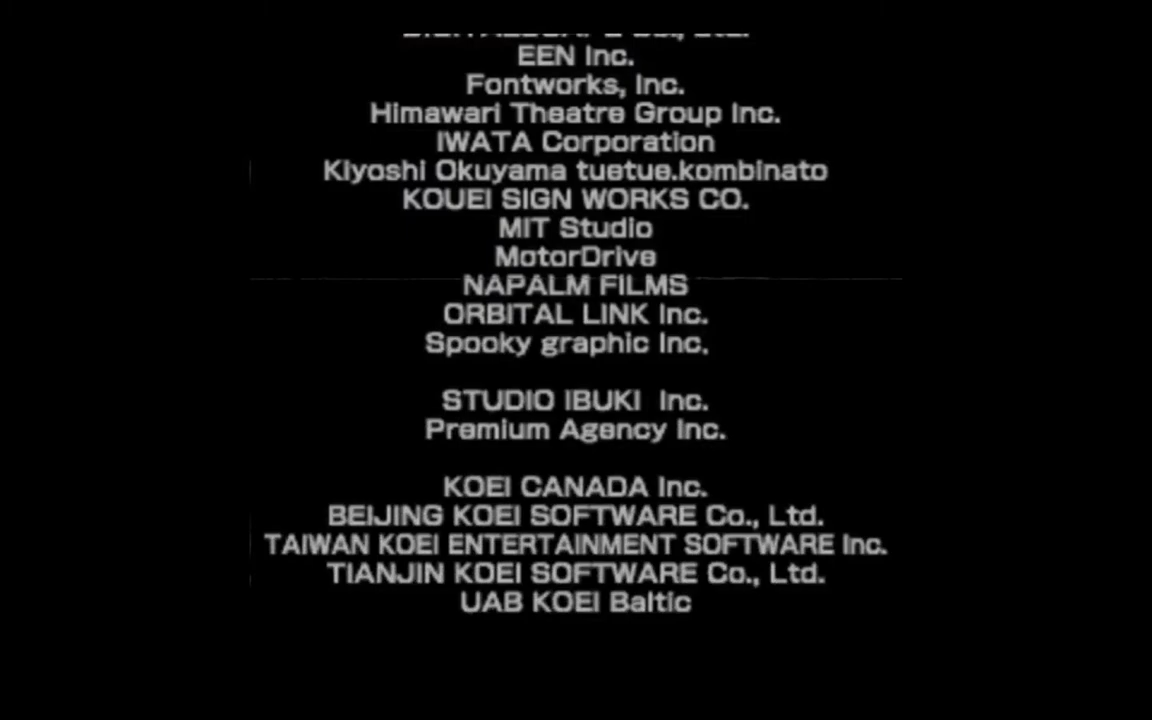 EEN Inc.
Fontworks, Inc.
Himawari Theatre Group Inc.
IWATA Corporation
Kiyoshi Okuyama tuetue.kombinato
KOUEI SIGN WORKS CO.
MIT Studio
MotorDrive
NAPALM FILMS
ORBITAL LINK Inc.
Spooky graphic Inc.
STUDIO IBUKI Inc.
Premium Agency Inc.
KOEI CANADA Inc.
BEIJING KOEI SOFTWARE Co., Ltd.
TAIWAN KOEI ENTERTAINMENT SOFTWARE Inc.
TIANJIN KOEI SOFTWARE Co., Ltd.
UAB KOEI Baltic